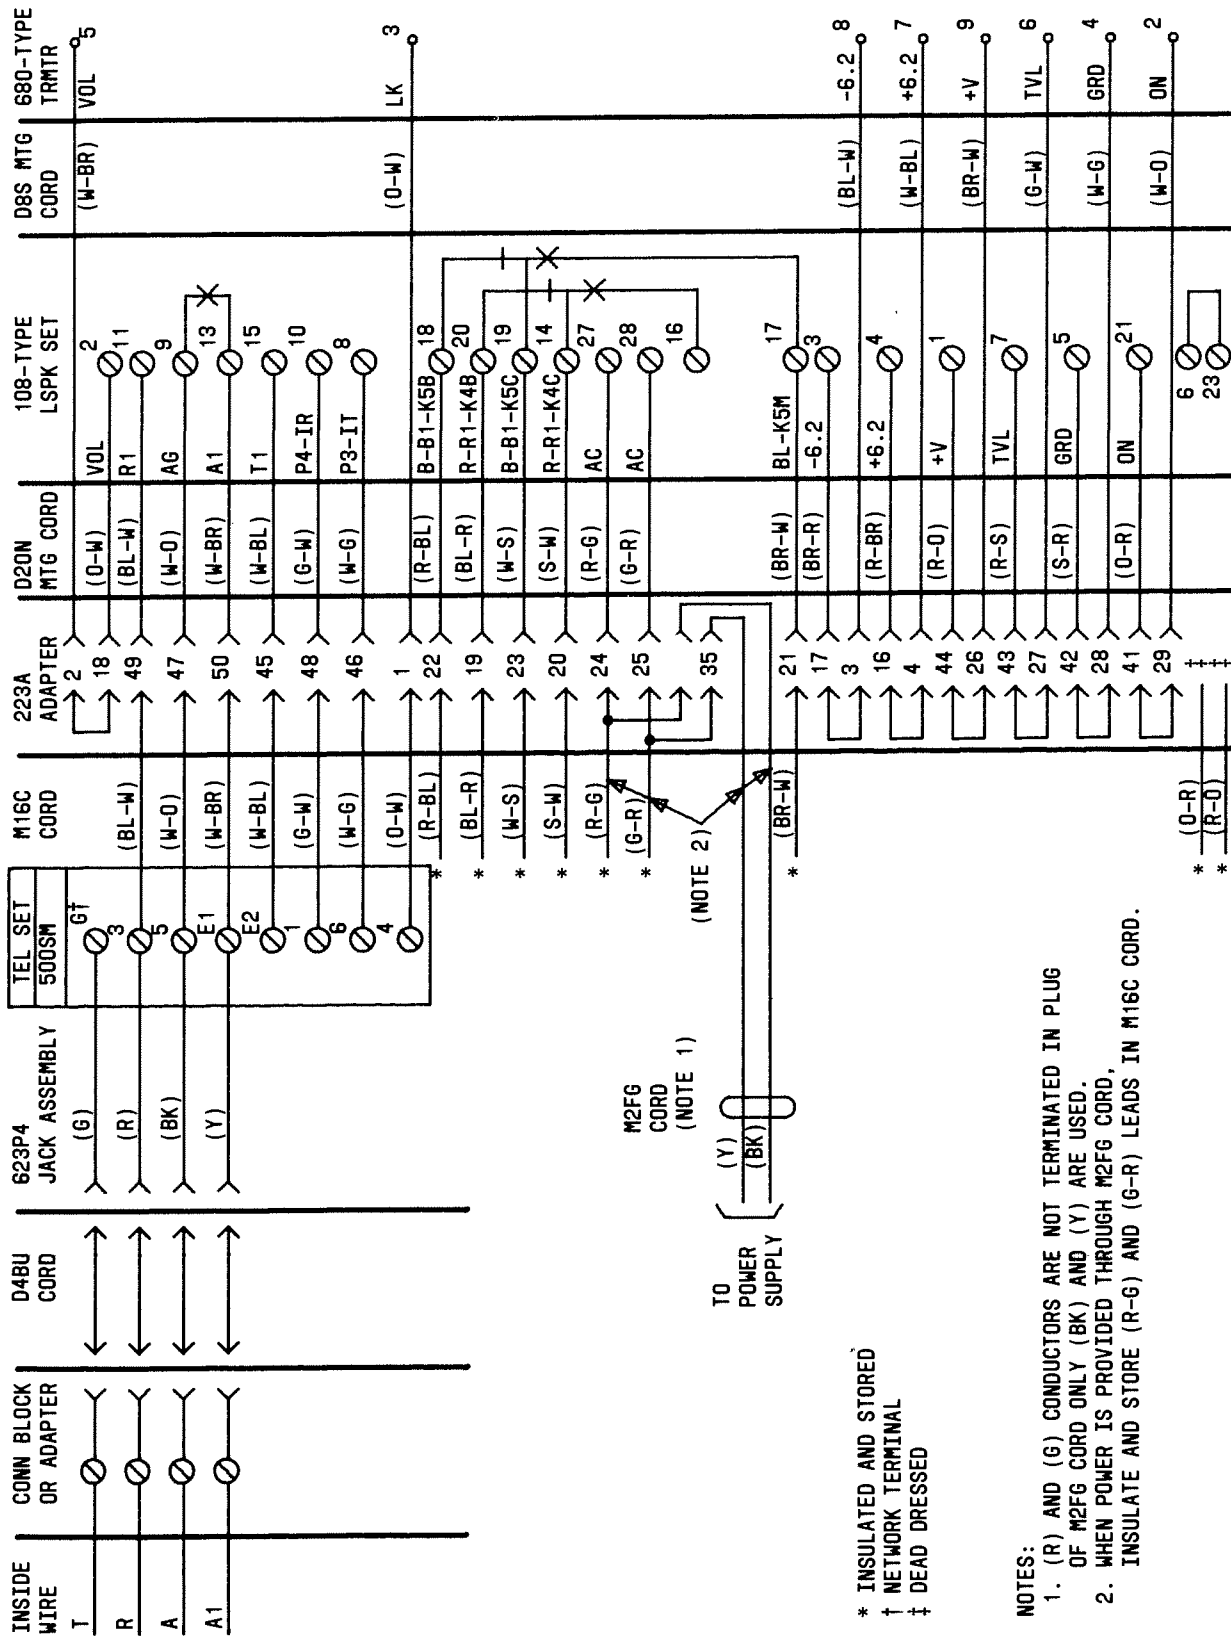 INSIDE WIRE
CONN BLOCK OR ADAPTER
D4BU CORD
623P4 JACK ASSEMBLY
TEL SET
500SM
M16C CORD
223A ADAPTER
D20N MTG CORD
108-TYPE LSPK SET
D8S MTG CORD
680-TYPE TRMTR
2 (W-BR) VOL 5
18 (O-W) VOL 2
T (G) G†
R (R) 3 (BL-W) 49 (BL-W) R1 11
A (BK) 5 (W-O) 47 (W-O) AG 9
A1 (Y) E1 (W-BR) 50 (W-BR) A1 13
E2 (W-BL) 45 (W-BL) T1 15
1 (G-W) 48 (G-W) P4-IR 10
6 (W-G) 46 (W-G) P3-IT 8
4 (O-W) 1 (O-W) LK 3
* (R-BL) 22 (R-BL) B-B1-K5B 18
* (BL-R) 19 (BL-R) R-R1-K4B 20
* (W-S) 23 (W-S) B-B1-K5C 19
* (S-W) 20 (S-W) R-R1-K4C 14
* (R-G) 24 (R-G) AC 27
* (G-R) 25 (G-R) AC 28
16
(NOTE 2)
35
M2FG CORD
(NOTE 1)
(Y)
(BK)
TO POWER SUPPLY
* (BR-W) 21 (BR-W) BL-K5M 17
17 (BR-R) -6.2 3
3 (BL-W) -6.2 8
16 (R-BR) +6.2 4
4 (W-BL) +6.2 7
44 (R-O) +V 1
26 (BR-W) +V 9
43 (R-S) TVL 7
27 (G-W) TVL 6
42 (S-R) GRD 5
28 (W-G) GRD 4
41 (O-R) ON 21
29 (W-O) ON 2
* (O-R) ‡ 6
* (R-O) ‡ 23
* INSULATED AND STORED
† NETWORK TERMINAL
‡ DEAD DRESSED
NOTES:
1. (R) AND (G) CONDUCTORS ARE NOT TERMINATED IN PLUG
OF M2FG CORD ONLY (BK) AND (Y) ARE USED.
2. WHEN POWER IS PROVIDED THROUGH M2FG CORD,
INSULATE AND STORE (R-G) AND (G-R) LEADS IN M16C CORD.